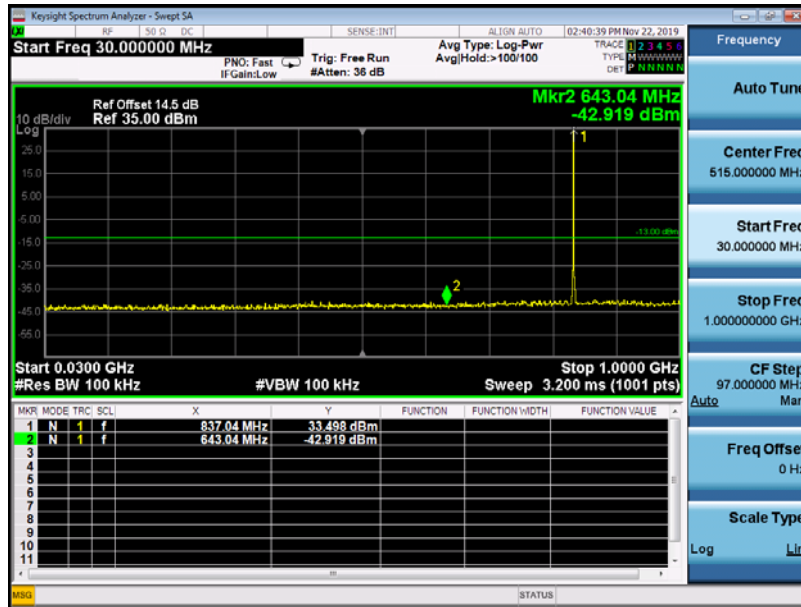 Keysight Spectrum Analyzer - Swept SA
RF 50 Ω DC SENSE:INT ALIGN AUTO 02:40:39 PM Nov 22, 2019
Start Freq 30.000000 MHz
PNO: Fast
IFGain:Low
Trig: Free Run
#Atten: 36 dB
Avg Type: Log-Pwr
Avg|Hold:>100/100
TRACE 1 2 3 4 5 6
TYPE M W W W W W
DET P N N N N N
Ref Offset 14.5 dB
10 dB/div Ref 35.00 dBm
Log
Mkr2 643.04 MHz
-42.919 dBm
25.0
15.0
5.00
-5.00
-15.0
-25.0
-35.0
-45.0
-55.0
1
-13.00 dBm
2
Start 0.0300 GHz Stop 1.0000 GHz
#Res BW 100 kHz #VBW 100 kHz Sweep 3.200 ms (1001 pts)
MKR MODE TRC SCL X Y FUNCTION FUNCTION WIDTH FUNCTION VALUE
1 N 1 f 837.04 MHz 33.498 dBm
2 N 1 f 643.04 MHz -42.919 dBm
3
4
5
6
7
8
9
10
11
MSG STATUS
Frequency
Auto Tune
Center Freq
515.000000 MHz
Start Freq
30.000000 MHz
Stop Freq
1.000000000 GHz
CF Step
97.000000 MHz
Auto Man
Freq Offset
0 Hz
Scale Type
Log Lin